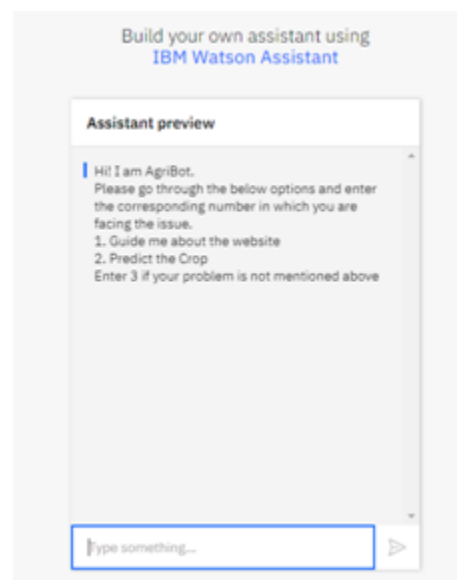 Build your own assistant using
IBM Watson Assistant
Assistant preview
Hi! I am AgriBot.
Please go through the below options and enter
the corresponding number in which you are
facing the issue.
1. Guide me about the website
2. Predict the Crop
Enter 3 if your problem is not mentioned above
Type something...